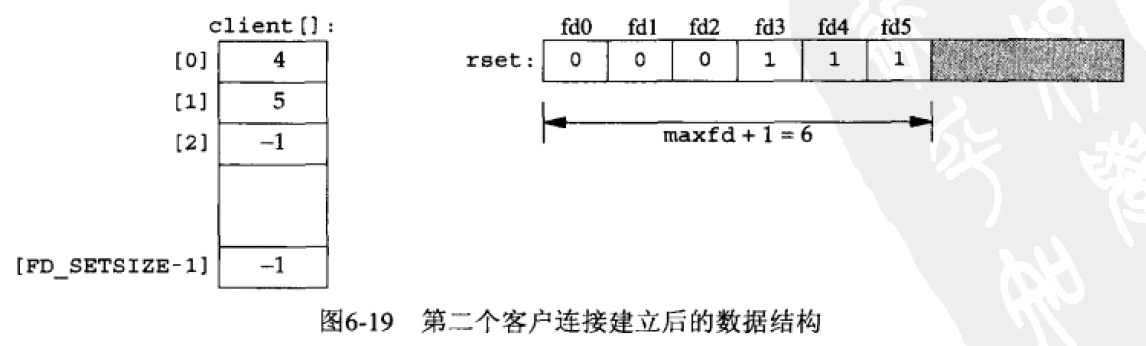 client[]:
[0] 4
[1] 5
[2] −1
[FD_SETSIZE-1] −1
fd0 fd1 fd2 fd3 fd4 fd5
rset: 0 0 0 1 1 1
maxfd + 1 = 6
图6-19 第二个客户连接建立后的数据结构